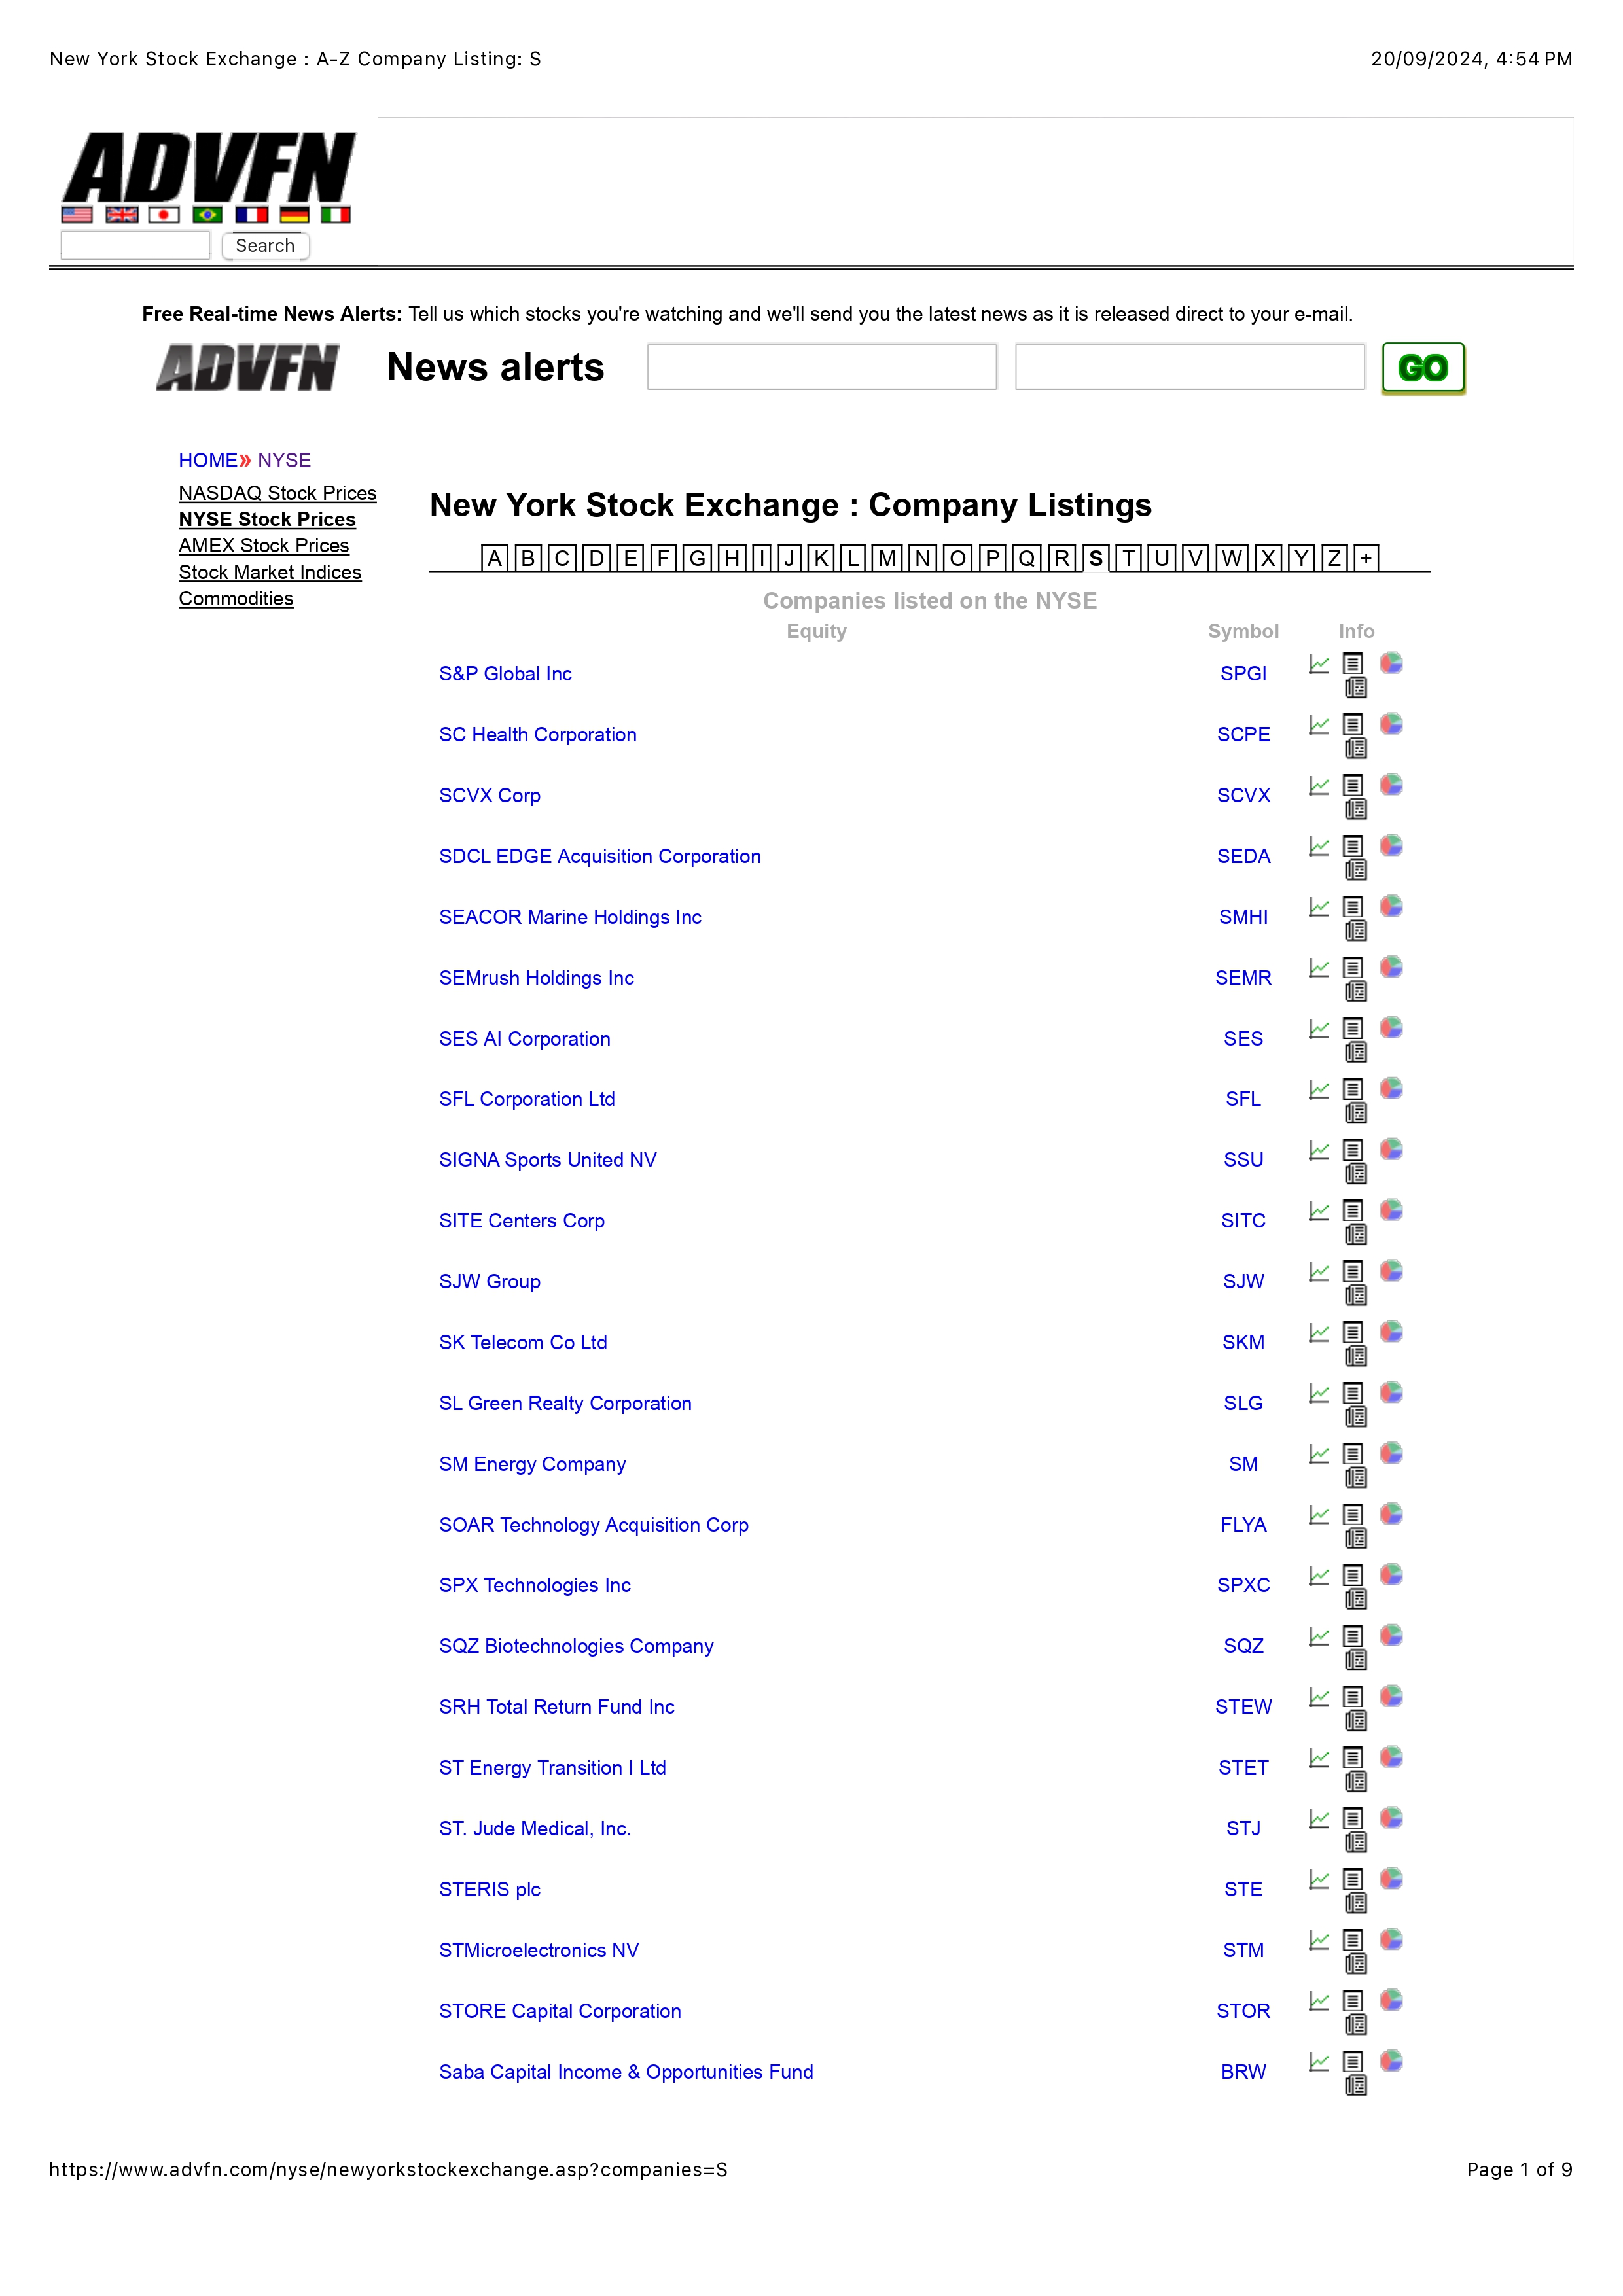 New York Stock Exchange : A-Z Company Listing: S 20/09/2024, 4:54 PM
ADVFN
Search
Free Real-time News Alerts: Tell us which stocks you're watching and we'll send you the latest news as it is released direct to your e-mail.
ADVFN News alerts GO
HOME» NYSE
NASDAQ Stock Prices
NYSE Stock Prices
AMEX Stock Prices
Stock Market Indices
Commodities
New York Stock Exchange : Company Listings
A B C D E F G H I J K L M N O P Q R S T U V W X Y Z +
Companies listed on the NYSE
Equity Symbol Info
S&P Global Inc SPGI
SC Health Corporation SCPE
SCVX Corp SCVX
SDCL EDGE Acquisition Corporation SEDA
SEACOR Marine Holdings Inc SMHI
SEMrush Holdings Inc SEMR
SES AI Corporation SES
SFL Corporation Ltd SFL
SIGNA Sports United NV SSU
SITE Centers Corp SITC
SJW Group SJW
SK Telecom Co Ltd SKM
SL Green Realty Corporation SLG
SM Energy Company SM
SOAR Technology Acquisition Corp FLYA
SPX Technologies Inc SPXC
SQZ Biotechnologies Company SQZ
SRH Total Return Fund Inc STEW
ST Energy Transition I Ltd STET
ST. Jude Medical, Inc. STJ
STERIS plc STE
STMicroelectronics NV STM
STORE Capital Corporation STOR
Saba Capital Income & Opportunities Fund BRW
https://www.advfn.com/nyse/newyorkstockexchange.asp?companies=S Page 1 of 9